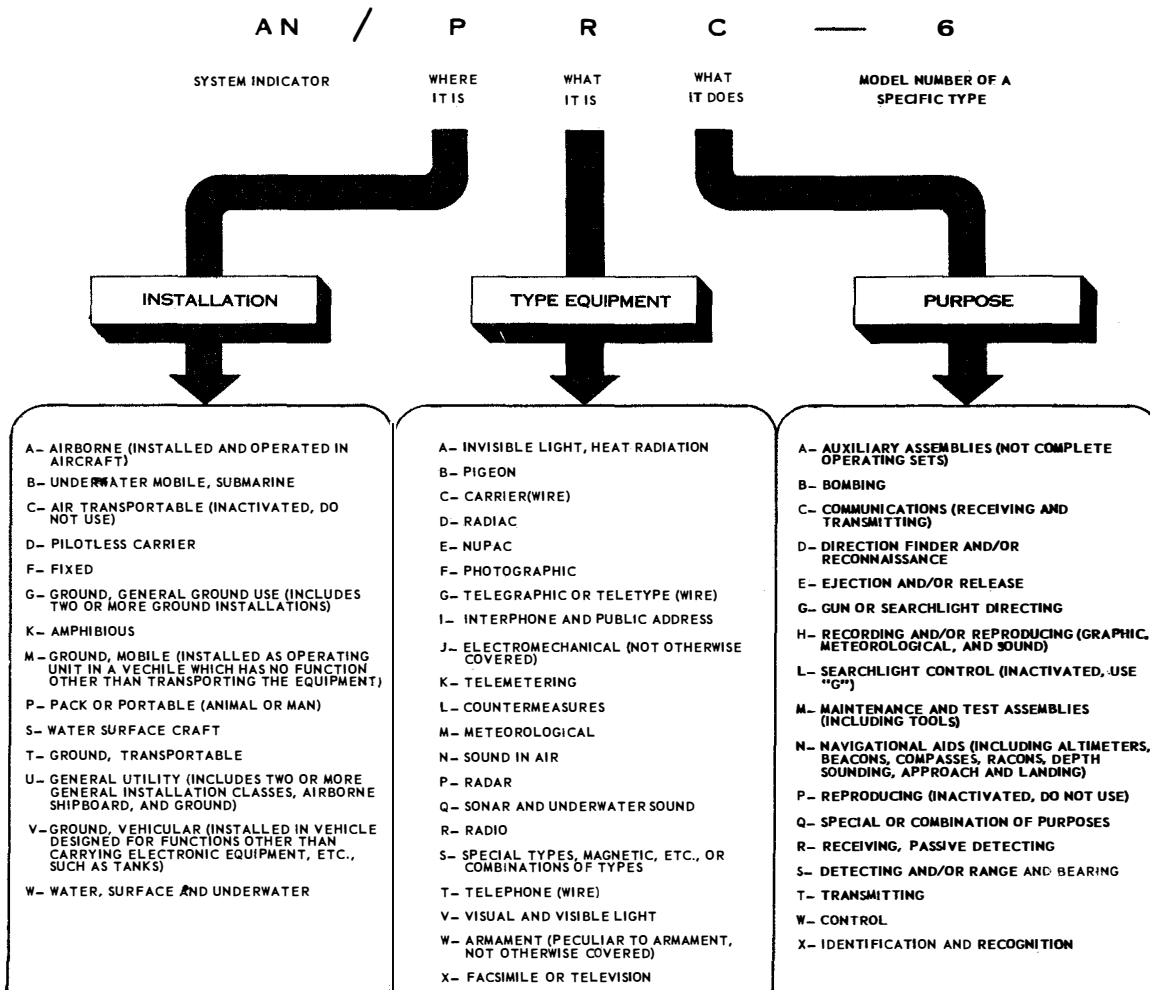 AN / P R C — 6
SYSTEM INDICATOR
WHERE
IT IS
WHAT
IT IS
WHAT
IT DOES
MODEL NUMBER OF A
SPECIFIC TYPE
INSTALLATION
A– AIRBORNE (INSTALLED AND OPERATED IN
AIRCRAFT)
B– UNDERWATER MOBILE, SUBMARINE
C– AIR TRANSPORTABLE (INACTIVATED, DO
NOT USE)
D– PILOTLESS CARRIER
F– FIXED
G– GROUND, GENERAL GROUND USE (INCLUDES
TWO OR MORE GROUND INSTALLATIONS)
K– AMPHIBIOUS
M– GROUND, MOBILE (INSTALLED AS OPERATING
UNIT IN A VECHILE WHICH HAS NO FUNCTION
OTHER THAN TRANSPORTING THE EQUIPMENT)
P– PACK OR PORTABLE (ANIMAL OR MAN)
S– WATER SURFACE CRAFT
T– GROUND, TRANSPORTABLE
U– GENERAL UTILITY (INCLUDES TWO OR MORE
GENERAL INSTALLATION CLASSES, AIRBORNE
SHIPBOARD, AND GROUND)
V– GROUND, VEHICULAR (INSTALLED IN VEHICLE
DESIGNED FOR FUNCTIONS OTHER THAN
CARRYING ELECTRONIC EQUIPMENT, ETC.,
SUCH AS TANKS)
W– WATER, SURFACE AND UNDERWATER
TYPE EQUIPMENT
A– INVISIBLE LIGHT, HEAT RADIATION
B– PIGEON
C– CARRIER(WIRE)
D– RADIAC
E– NUPAC
F– PHOTOGRAPHIC
G– TELEGRAPHIC OR TELETYPE (WIRE)
I– INTERPHONE AND PUBLIC ADDRESS
J– ELECTROMECHANICAL (NOT OTHERWISE
COVERED)
K– TELEMETERING
L– COUNTERMEASURES
M– METEOROLOGICAL
N– SOUND IN AIR
P– RADAR
Q– SONAR AND UNDERWATER SOUND
R– RADIO
S– SPECIAL TYPES, MAGNETIC, ETC., OR
COMBINATIONS OF TYPES
T– TELEPHONE (WIRE)
V– VISUAL AND VISIBLE LIGHT
W– ARMAMENT (PECULIAR TO ARMAMENT,
NOT OTHERWISE COVERED)
X– FACSIMILE OR TELEVISION
PURPOSE
A– AUXILIARY ASSEMBLIES (NOT COMPLETE
OPERATING SETS)
B– BOMBING
C– COMMUNICATIONS (RECEIVING AND
TRANSMITTING)
D– DIRECTION FINDER AND/OR
RECONNAISSANCE
E– EJECTION AND/OR RELEASE
G– GUN OR SEARCHLIGHT DIRECTING
H– RECORDING AND/OR REPRODUCING (GRAPHIC,
METEOROLOGICAL, AND SOUND)
L– SEARCHLIGHT CONTROL (INACTIVATED, USE
"G")
M– MAINTENANCE AND TEST ASSEMBLIES
(INCLUDING TOOLS)
N– NAVIGATIONAL AIDS (INCLUDING ALTIMETERS,
BEACONS, COMPASSES, RACONS, DEPTH
SOUNDING, APPROACH AND LANDING)
P– REPRODUCING (INACTIVATED, DO NOT USE)
Q– SPECIAL OR COMBINATION OF PURPOSES
R– RECEIVING, PASSIVE DETECTING
S– DETECTING AND/OR RANGE AND BEARING
T– TRANSMITTING
W– CONTROL
X– IDENTIFICATION AND RECOGNITION